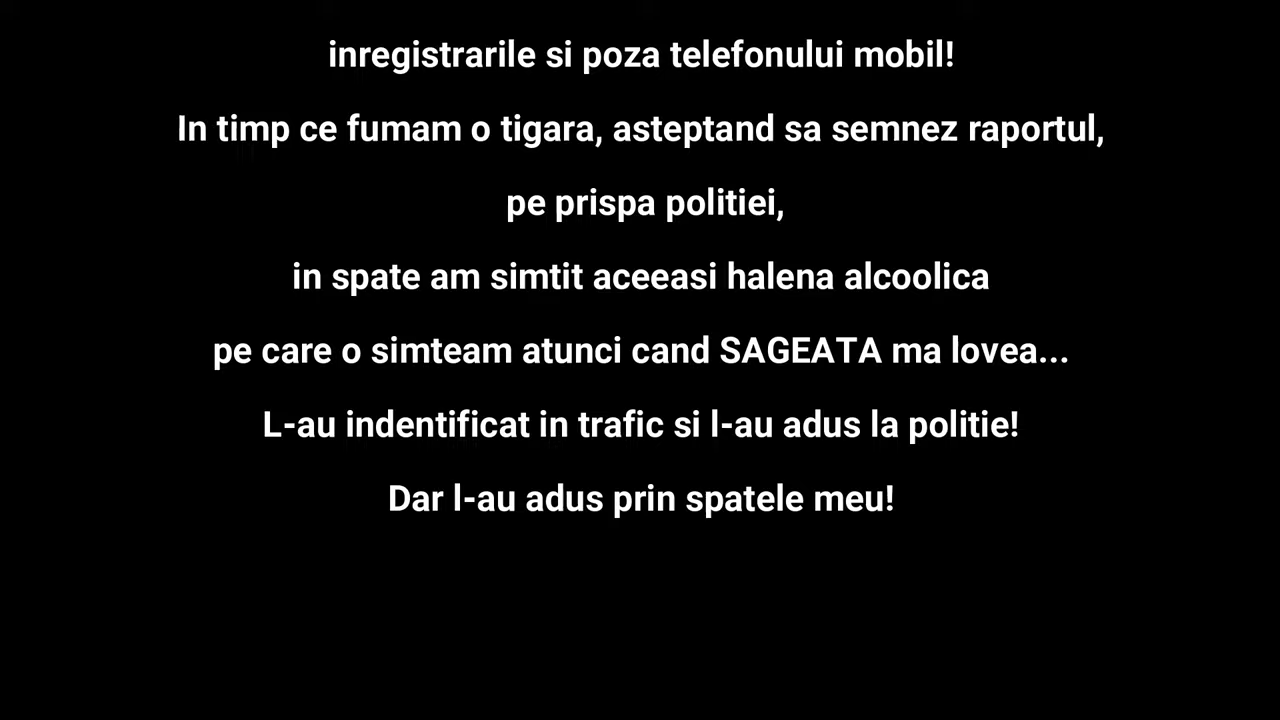 inregistrarile si poza telefonului mobil!
In timp ce fumam o tigara, asteptand sa semnez raportul,
pe prispa politiei,
in spate am simtit aceeasi halena alcoolica
pe care o simteam atunci cand SAGEATA ma lovea...
L-au indentificat in trafic si l-au adus la politie!
Dar l-au adus prin spatele meu!